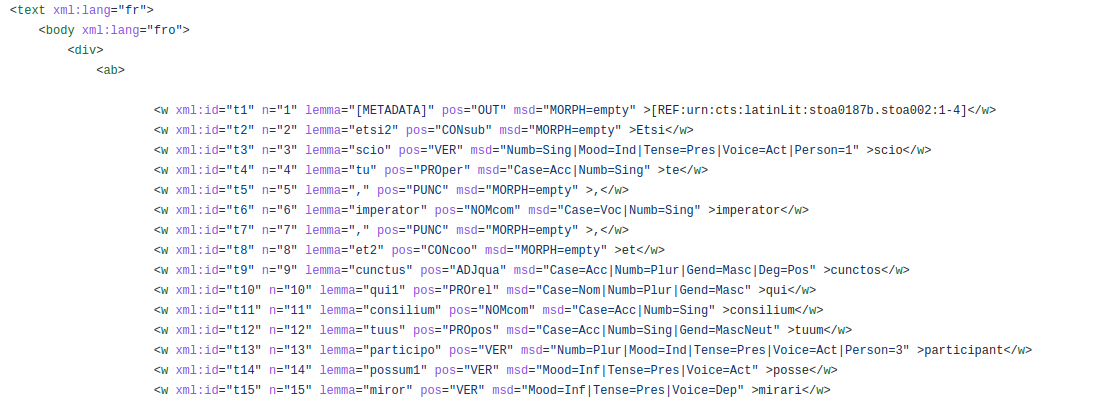 <text xml:lang="fr">
<body xml:lang="fro">
<div>
<ab>
<w xml:id="t1" n="1" lemma="[METADATA]" pos="OUT" msd="MORPH=empty" >[REF:urn:cts:latinLit:stoa0187b.stoa002:1-4]</w>
<w xml:id="t2" n="2" lemma="etsi2" pos="CONsub" msd="MORPH=empty" >Etsi</w>
<w xml:id="t3" n="3" lemma="scio" pos="VER" msd="Numb=Sing|Mood=Ind|Tense=Pres|Voice=Act|Person=1" >scio</w>
<w xml:id="t4" n="4" lemma="tu" pos="PROper" msd="Case=Acc|Numb=Sing" >te</w>
<w xml:id="t5" n="5" lemma="," pos="PUNC" msd="MORPH=empty" >,</w>
<w xml:id="t6" n="6" lemma="imperator" pos="NOMcom" msd="Case=Voc|Numb=Sing" >imperator</w>
<w xml:id="t7" n="7" lemma="," pos="PUNC" msd="MORPH=empty" >,</w>
<w xml:id="t8" n="8" lemma="et2" pos="CONcoo" msd="MORPH=empty" >et</w>
<w xml:id="t9" n="9" lemma="cunctus" pos="ADJqua" msd="Case=Acc|Numb=Plur|Gend=Masc|Deg=Pos" >cunctos</w>
<w xml:id="t10" n="10" lemma="qui1" pos="PROrel" msd="Case=Nom|Numb=Plur|Gend=Masc" >qui</w>
<w xml:id="t11" n="11" lemma="consilium" pos="NOMcom" msd="Case=Acc|Numb=Sing" >consilium</w>
<w xml:id="t12" n="12" lemma="tuus" pos="PROpos" msd="Case=Acc|Numb=Sing|Gend=MascNeut" >tuum</w>
<w xml:id="t13" n="13" lemma="participo" pos="VER" msd="Numb=Plur|Mood=Ind|Tense=Pres|Voice=Act|Person=3" >participant</w>
<w xml:id="t14" n="14" lemma="possum1" pos="VER" msd="Mood=Inf|Tense=Pres|Voice=Act" >posse</w>
<w xml:id="t15" n="15" lemma="miror" pos="VER" msd="Mood=Inf|Tense=Pres|Voice=Dep" >mirari</w>